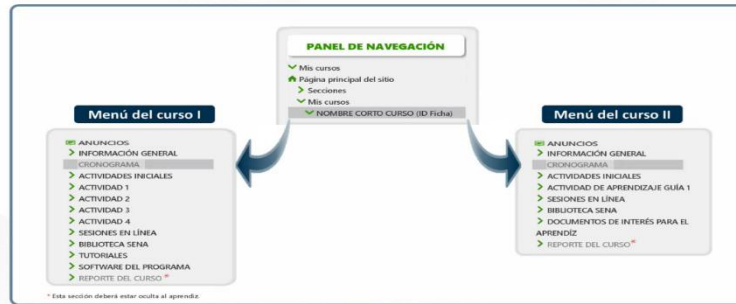 PANEL DE NAVEGACIÓN
Mis cursos
Página principal del sitio
Secciones
Mis cursos
NOMBRE CORTO CURSO (ID Ficha)
Menú del curso I
ANUNCIOS
INFORMACIÓN GENERAL
CRONOGRAMA
ACTIVIDADES INICIALES
ACTIVIDAD 1
ACTIVIDAD 2
ACTIVIDAD 3
ACTIVIDAD 4
SESIONES EN LÍNEA
BIBLIOTECA SENA
TUTORIALES
SOFTWARE DEL PROGRAMA
REPORTE DEL CURSO *
* Esta sección deberá estar oculta al aprendiz.
Menú del curso II
ANUNCIOS
INFORMACIÓN GENERAL
CRONOGRAMA
ACTIVIDADES INICIALES
ACTIVIDAD DE APRENDIZAJE GUÍA 1
SESIONES EN LÍNEA
BIBLIOTECA SENA
DOCUMENTOS DE INTERÉS PARA EL
APRENDÍZ
REPORTE DEL CURSO *